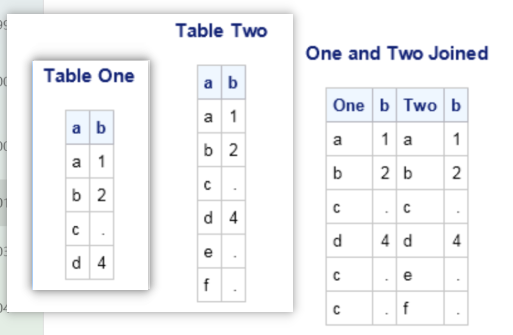 Table Two
One and Two Joined
Table One
a b
a 1
b 2
c .
d 4
a b
a 1
b 2
c .
d 4
e .
f .
One b Two b
a 1 a 1
b 2 b 2
c . c .
d 4 d 4
c . e .
c . f .